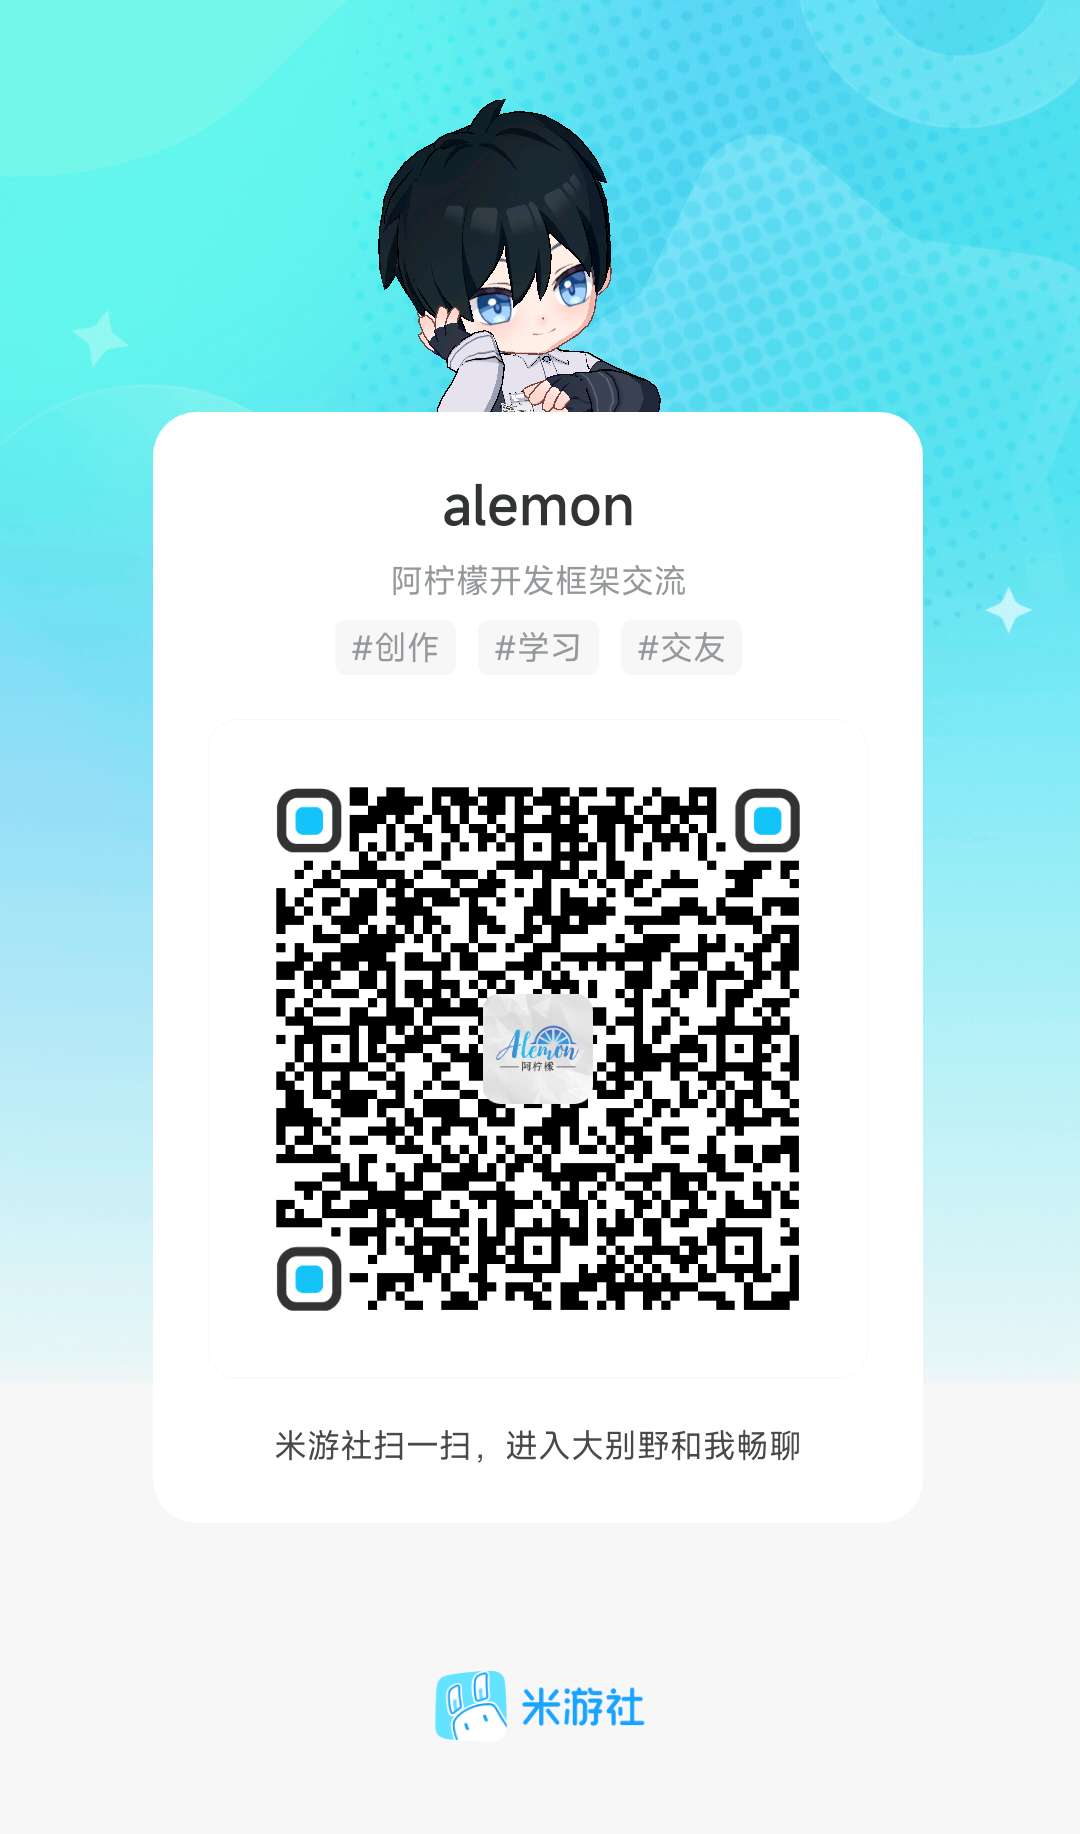 alemon
阿柠檬开发框架交流
#创作 #学习 #交友
Alemon
阿柠檬
米游社扫一扫，进入大别野和我畅聊
米游社